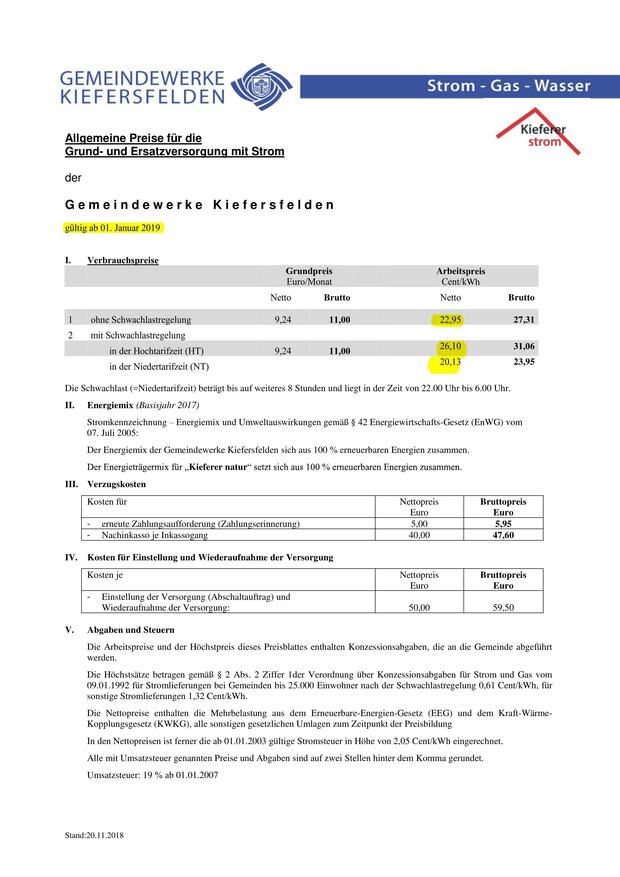 GEMEINDEWERKE
KIEFERSFELDEN
Strom - Gas - Wasser
Kieferer
strom
Allgemeine Preise für die
Grund- und Ersatzversorgung mit Strom
der
Gemeindewerke Kiefersfelden
gültig ab 01. Januar 2019
I. Verbrauchspreise
Grundpreis Arbeitspreis
Euro/Monat Cent/kWh
Netto Brutto Netto Brutto
1 ohne Schwachlastregelung 9,24 11,00 22,95 27,31
2 mit Schwachlastregelung
in der Hochtarifzeit (HT) 9,24 11,00 26,10 31,06
in der Niedertarifzeit (NT) 20,13 23,95
Die Schwachlast (=Niedertarifzeit) beträgt bis auf weiteres 8 Stunden und liegt in der Zeit von 22.00 Uhr bis 6.00 Uhr.
II. Energiemix (Basisjahr 2017)
Stromkennzeichnung – Energiemix und Umweltauswirkungen gemäß § 42 Energiewirtschafts-Gesetz (EnWG) vom
07. Juli 2005:
Der Energiemix der Gemeindewerke Kiefersfelden sich aus 100 % erneuerbaren Energien zusammen.
Der Energieträgermix für „Kieferer natur“ setzt sich aus 100 % erneuerbaren Energien zusammen.
III. Verzugskosten
Kosten für Nettopreis Bruttopreis
Euro Euro
- erneute Zahlungsaufforderung (Zahlungserinnerung) 5,00 5,95
- Nachinkasso je Inkassogang 40,00 47,60
IV. Kosten für Einstellung und Wiederaufnahme der Versorgung
Kosten je Nettopreis Bruttopreis
Euro Euro
- Einstellung der Versorgung (Abschaltauftrag) und
Wiederaufnahme der Versorgung: 50,00 59,50
V. Abgaben und Steuern
Die Arbeitspreise und der Höchstpreis dieses Preisblattes enthalten Konzessionsabgaben, die an die Gemeinde abgeführt
werden.
Die Höchstsätze betragen gemäß § 2 Abs. 2 Ziffer 1der Verordnung über Konzessionsabgaben für Strom und Gas vom
09.01.1992 für Stromlieferungen bei Gemeinden bis 25.000 Einwohner nach der Schwachlastregelung 0,61 Cent/kWh, für
sonstige Stromlieferungen 1,32 Cent/kWh.
Die Nettopreise enthalten die Mehrbelastung aus dem Erneuerbare-Energien-Gesetz (EEG) und dem Kraft-Wärme-
Kopplungsgesetz (KWKG), alle sonstigen gesetzlichen Umlagen zum Zeitpunkt der Preisbildung
In den Nettopreisen ist ferner die ab 01.01.2003 gültige Stromsteuer in Höhe von 2,05 Cent/kWh eingerechnet.
Alle mit Umsatzsteuer genannten Preise und Abgaben sind auf zwei Stellen hinter dem Komma gerundet.
Umsatzsteuer: 19 % ab 01.01.2007
Stand:20.11.2018